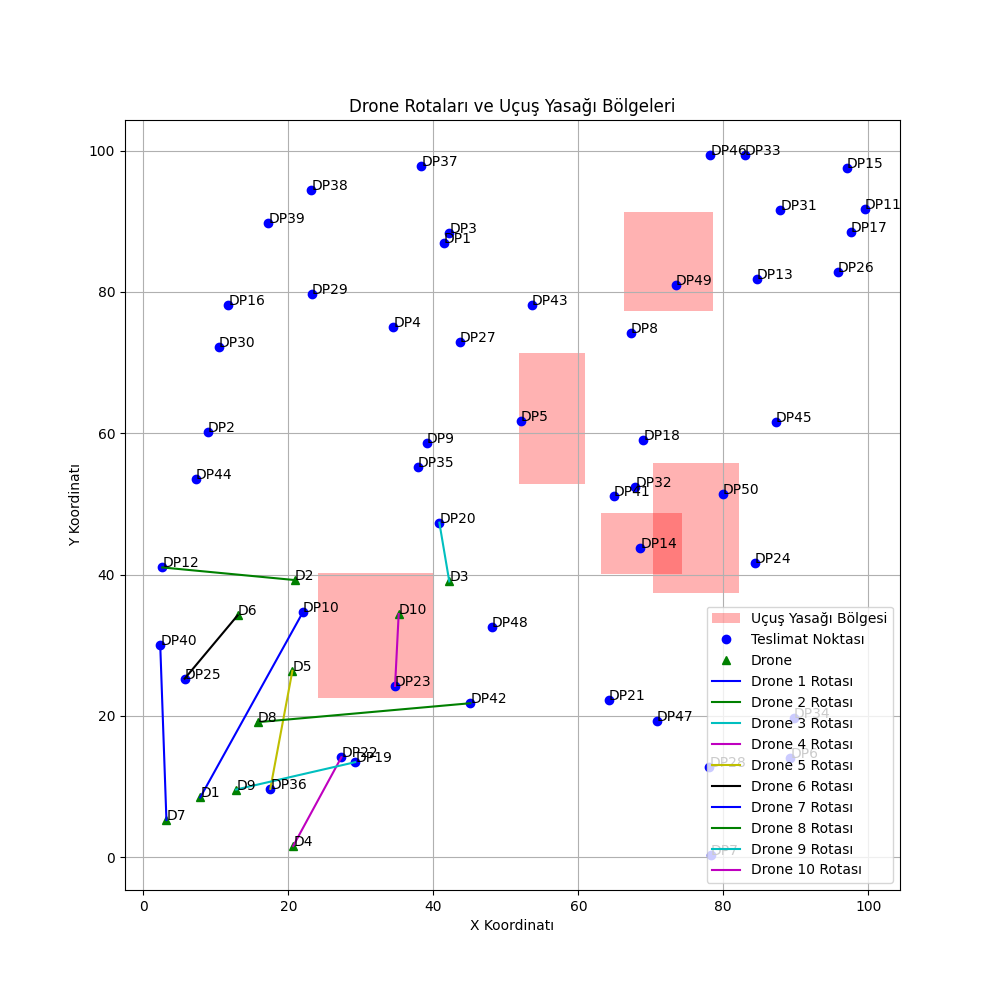 Drone Rotaları ve Uçuş Yasağı Bölgeleri
Y Koordinatı
100
80
60
40
20
0
0 20 40 60 80 100
X Koordinatı
DP46 DP33
DP37
DP15
DP38
DP11
DP31
DP39
DP17
DP3
DP1
DP26
DP13
DP49
DP29
DP16
DP43
DP4
DP8
DP27
DP30
DP5
DP45
DP2
DP18
DP9
DP35
DP44
DP32
DP41
DP50
DP20
DP14
DP24
DP12
D2
D3
D6
DP10
D10
DP48
DP40
DP25
D5
DP23
DP42
DP21
D8
DP47
DP34
DP22
DP19
DP6
DP28
D9
DP36
D1
D7
D4
DP7
Uçuş Yasağı Bölgesi
Teslimat Noktası
Drone
Drone 1 Rotası
Drone 2 Rotası
Drone 3 Rotası
Drone 4 Rotası
Drone 5 Rotası
Drone 6 Rotası
Drone 7 Rotası
Drone 8 Rotası
Drone 9 Rotası
Drone 10 Rotası